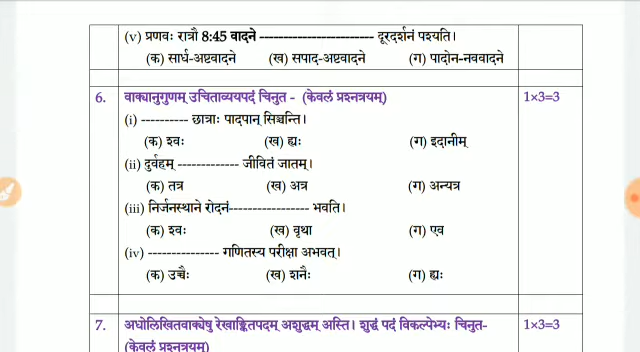 (v) प्रणवः रात्रौ 8:45 वादने ------------------------ दूरदर्शनं पश्यति।
(क) सार्ध-अष्टवादने (ख) सपाद-अष्टवादने (ग) पादोन-नववादने
6. वाक्यानुगुणम् उचिताव्ययपदं चिनुत - (केवलं प्रश्नत्रयम्) 1×3=3
(i) ---------- छात्राः पादपान् सिञ्चन्ति।
(क) श्वः (ख) ह्यः (ग) इदानीम्
(ii) दुर्वहम् ------------- जीवितं जातम्।
(क) तत्र (ख) अत्र (ग) अन्यत्र
(iii) निर्जनस्थाने रोदनं----------------- भवति।
(क) श्वः (ख) वृथा (ग) एव
(iv) --------------- गणितस्य परीक्षा अभवत्।
(क) उच्चैः (ख) शनैः (ग) ह्यः
7. अधोलिखितवाक्येषु रेखाङ्कितपदम् अशुद्धम् अस्ति। शुद्धं पदं विकल्पेभ्यः चिनुत- 1×3=3
(केवलं प्रश्नत्रयम्)